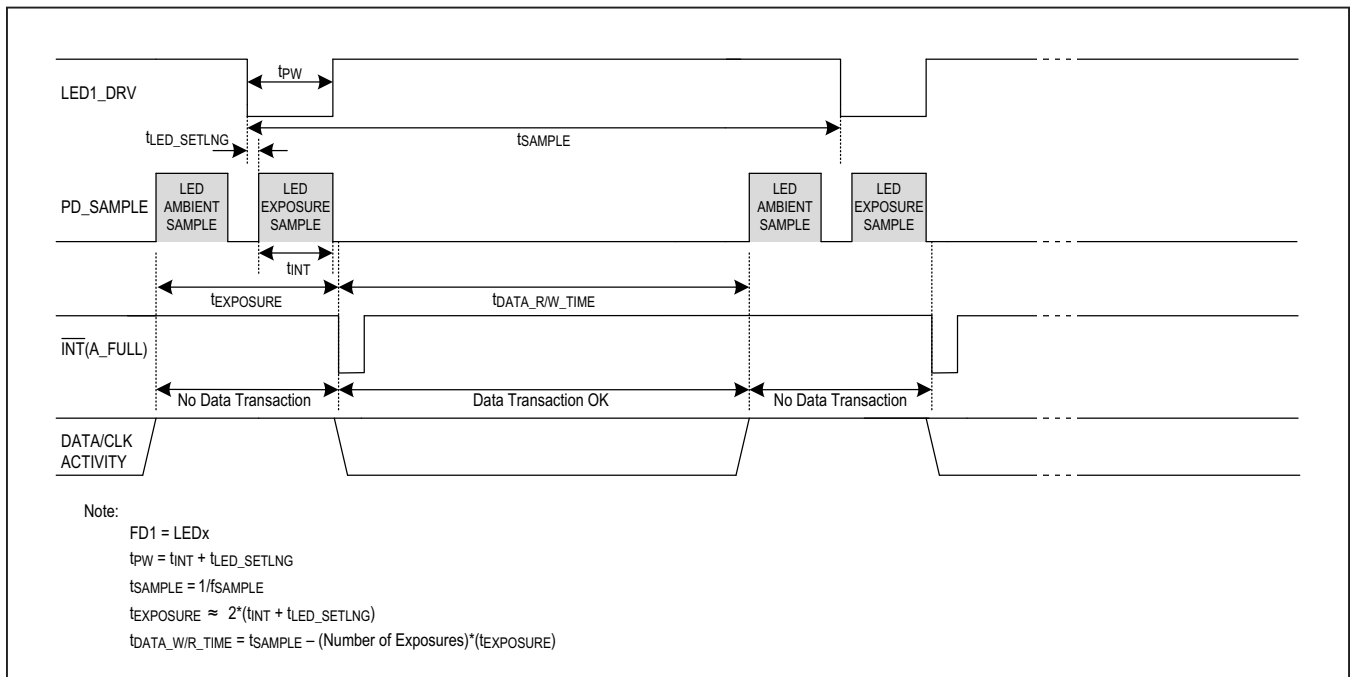 LED1_DRV
tPW
tLED_SETLNG
tSAMPLE
PD_SAMPLE
LED
AMBIENT
SAMPLE
LED
EXPOSURE
SAMPLE
LED
AMBIENT
SAMPLE
LED
EXPOSURE
SAMPLE
tINT
tEXPOSURE
tDATA_R/W_TIME
INT(A_FULL)
No Data Transaction
Data Transaction OK
No Data Transaction
DATA/CLK
ACTIVITY
Note:
FD1 = LEDx
tPW = tINT + tLED_SETLNG
tSAMPLE = 1/fSAMPLE
tEXPOSURE ≈ 2*(tINT + tLED_SETLNG)
tDATA_W/R_TIME = tSAMPLE – (Number of Exposures)*(tEXPOSURE)